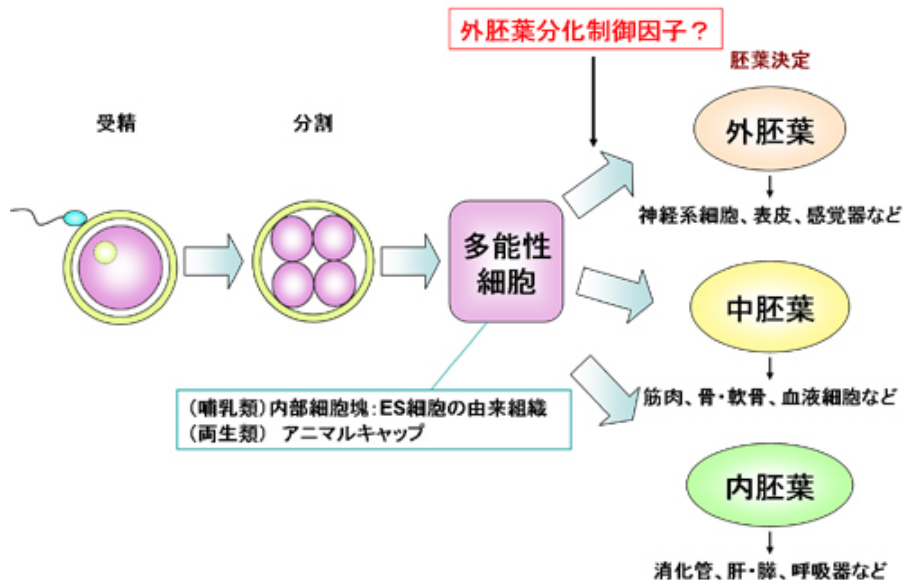 外胚葉分化制御因子？
胚葉決定
受精
分割
外胚葉
神経系細胞、表皮、感覚器など
多能性
細胞
中胚葉
筋肉、骨・軟骨、血液細胞など
（哺乳類）内部細胞塊：ES細胞の由来組織
（両生類）　アニマルキャップ
内胚葉
消化管、肝・膵、呼吸器など